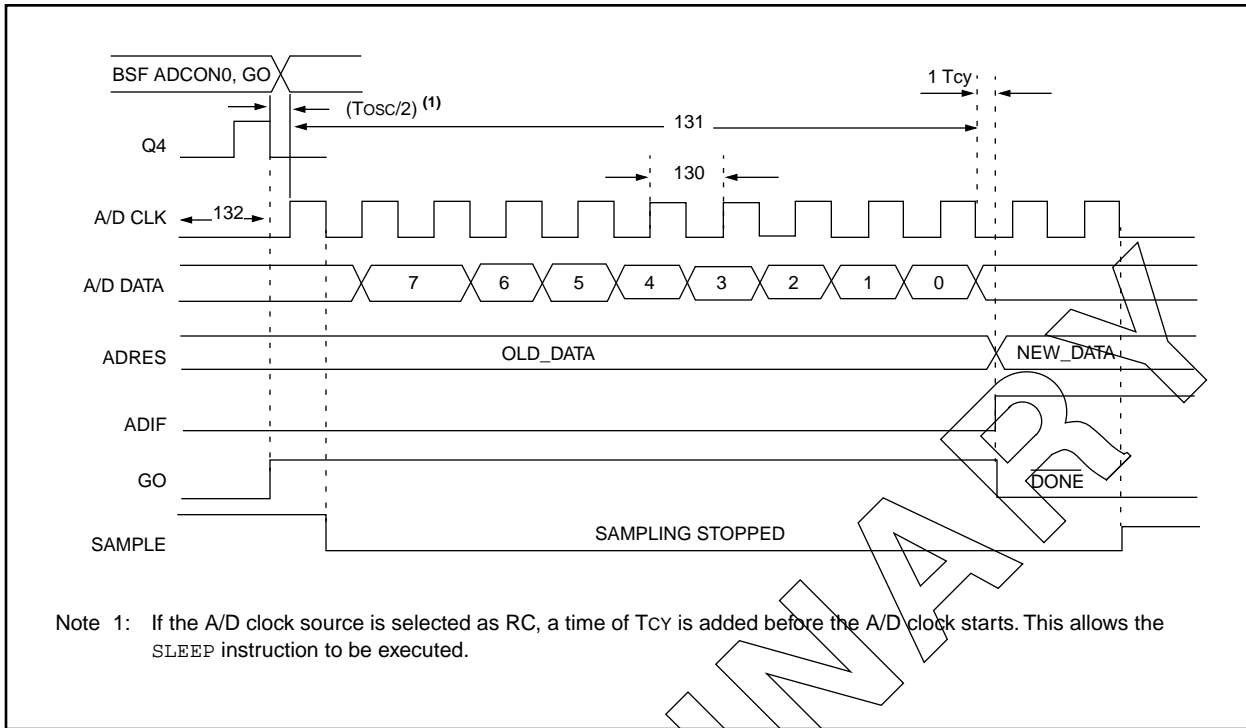 BSF ADCON0, GO
1 Tcy
(TOSC/2) (1)
131
Q4
130
A/D CLK
132
A/D DATA
7 6 5 4 3 2 1 0
ADRES
OLD_DATA
NEW_DATA
ADIF
GO
DONE
SAMPLE
SAMPLING STOPPED
Note 1: If the A/D clock source is selected as RC, a time of TCY is added before the A/D clock starts. This allows the
SLEEP instruction to be executed.
INARY